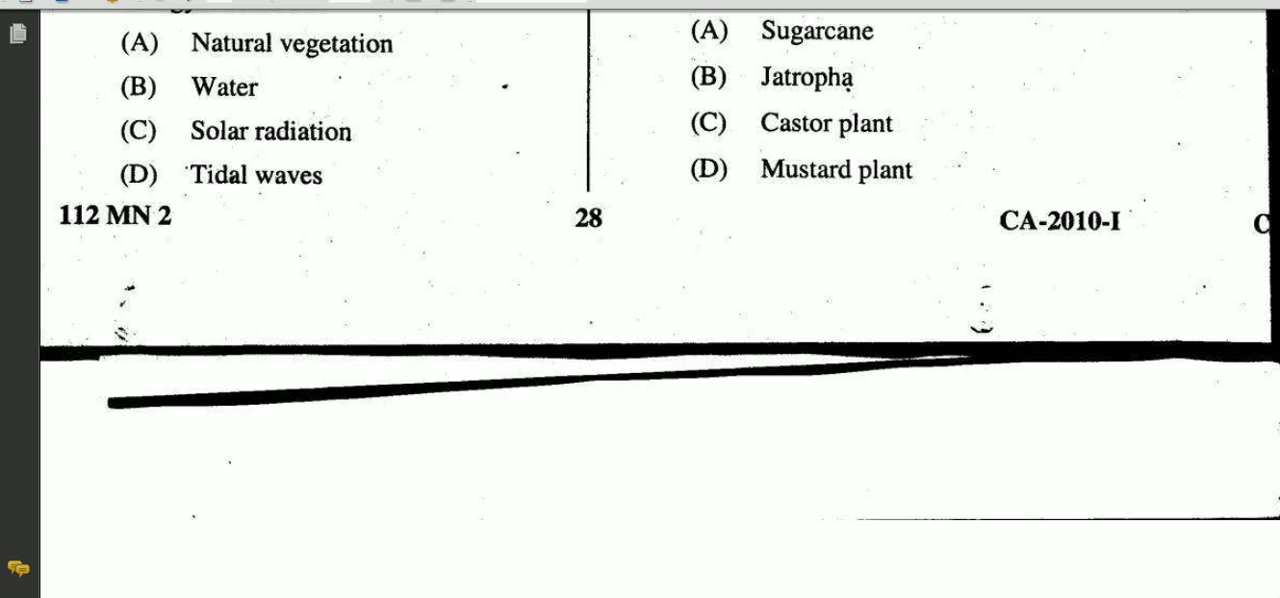 (A) Natural vegetation
(B) Water
(C) Solar radiation
(D) Tidal waves
(A) Sugarcane
(B) Jatropha
(C) Castor plant
(D) Mustard plant
112 MN 2 28 CA-2010-I C